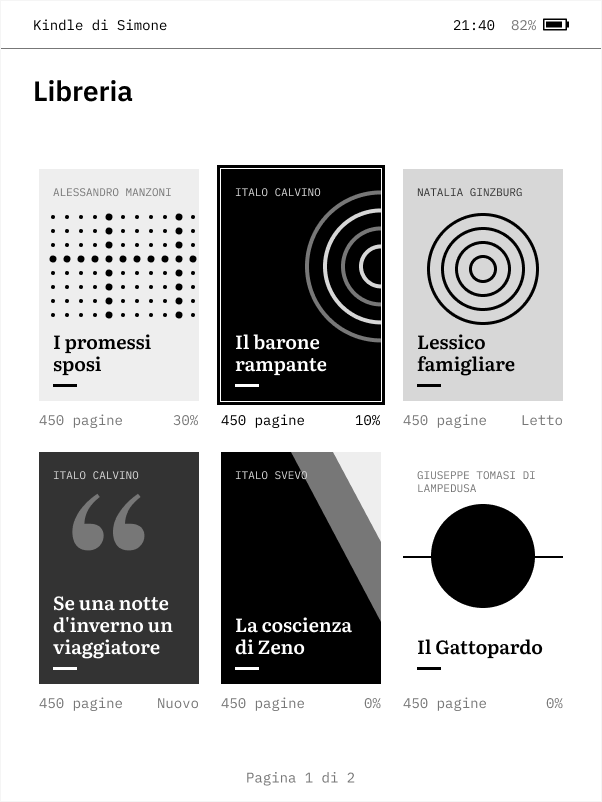 Kindle di Simone
21:40 82%
Libreria
ALESSANDRO MANZONI
I promessi
sposi
450 pagine 30%
ITALO CALVINO
Il barone
rampante
450 pagine 10%
NATALIA GINZBURG
Lessico
famigliare
450 pagine Letto
ITALO CALVINO
“
Se una notte
d'inverno un
viaggiatore
450 pagine Nuovo
ITALO SVEVO
La coscienza
di Zeno
450 pagine 0%
GIUSEPPE TOMASI DI
LAMPEDUSA
Il Gattopardo
450 pagine 0%
Pagina 1 di 2